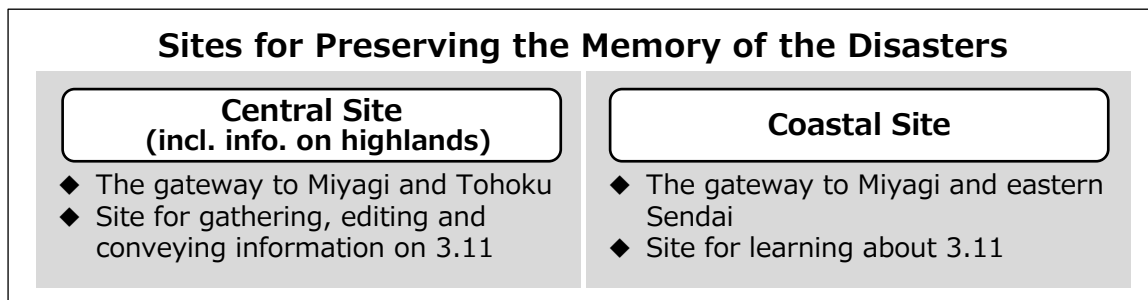 Sites for Preserving the Memory of the Disasters
Central Site
(incl. info. on highlands)
◆ The gateway to Miyagi and Tohoku
◆ Site for gathering, editing and
conveying information on 3.11
Coastal Site
◆ The gateway to Miyagi and eastern
Sendai
◆ Site for learning about 3.11